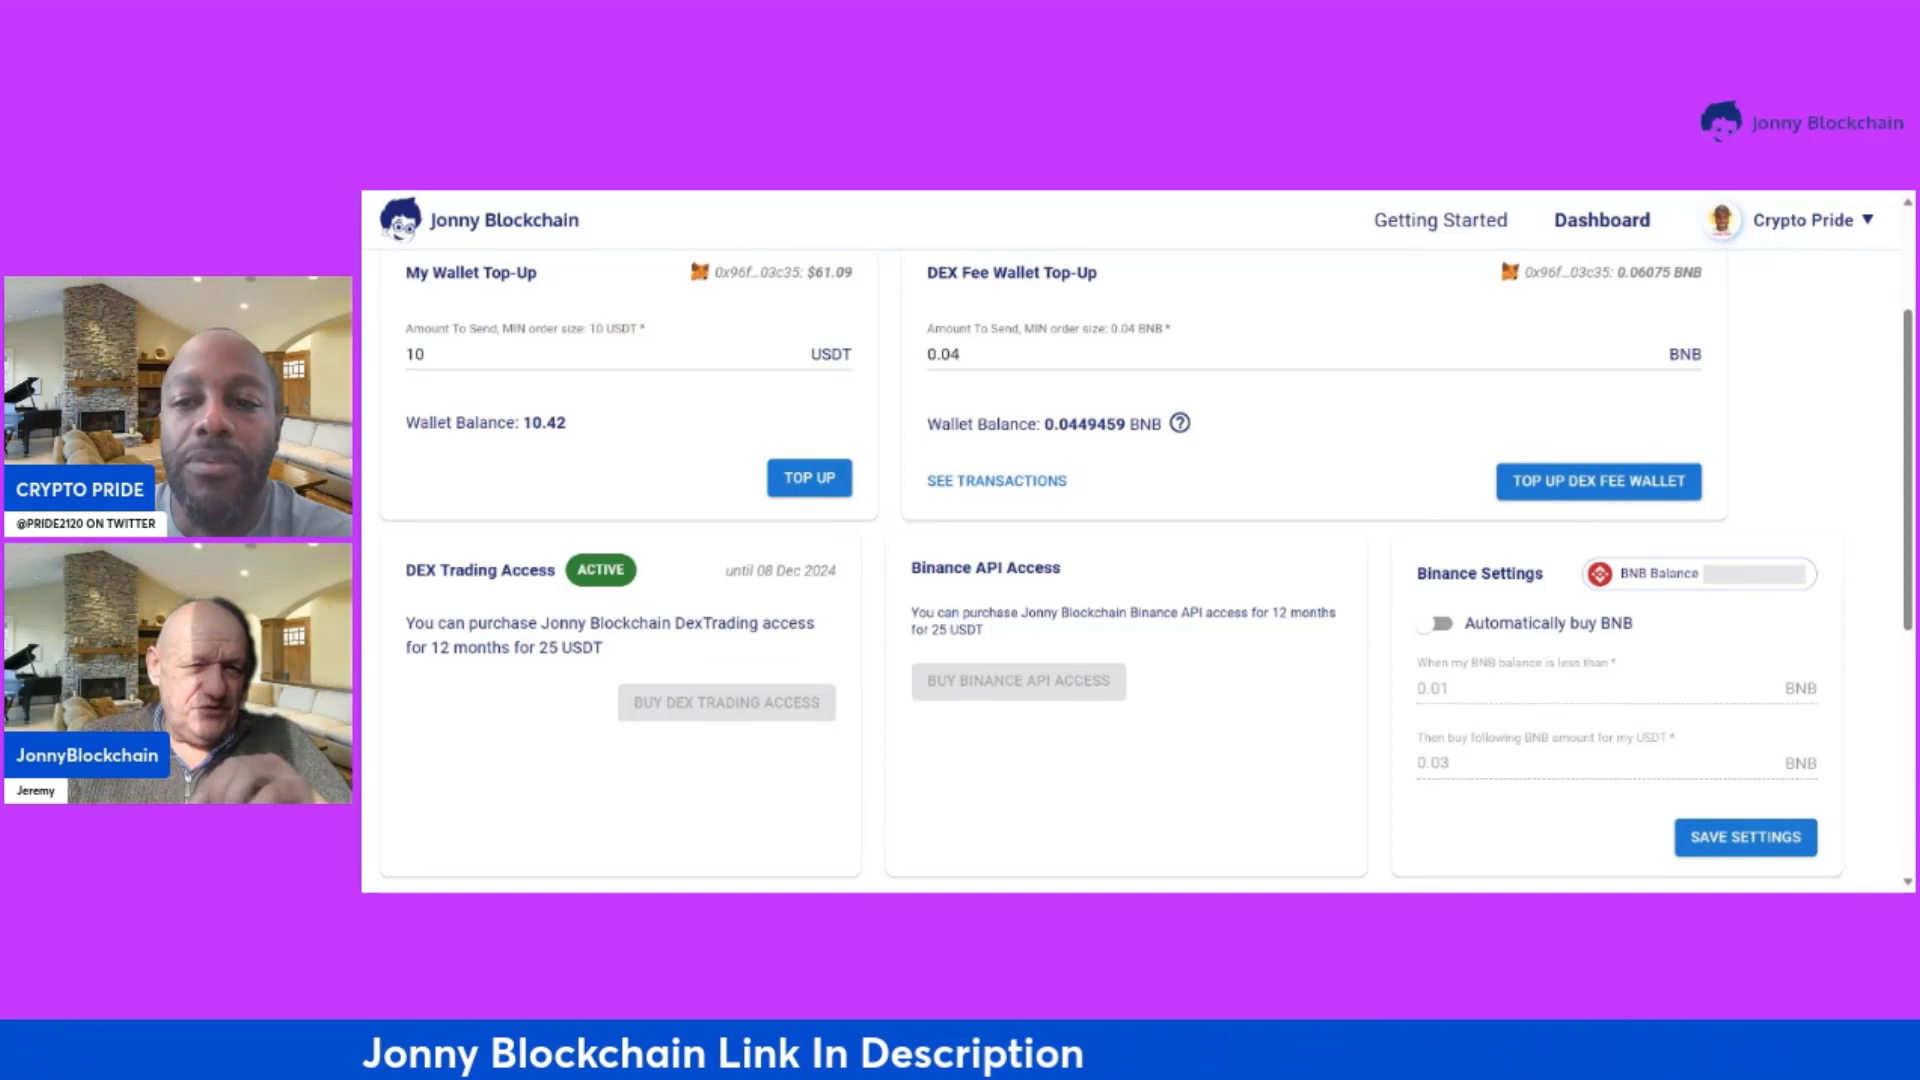 Jonny Blockchain
Jonny Blockchain
Getting Started
Dashboard
Crypto Pride
My Wallet Top-Up
0x96f...03c35: $61.09
Amount To Send, MIN order size: 10 USDT *
10
USDT
Wallet Balance: 10.42
TOP UP
DEX Fee Wallet Top-Up
0x96f...03c35: 0.06075 BNB
Amount To Send, MIN order size: 0.04 BNB *
0.04
BNB
Wallet Balance: 0.0449459 BNB ?
SEE TRANSACTIONS
TOP UP DEX FEE WALLET
CRYPTO PRIDE
@PRIDE2120 ON TWITTER
JonnyBlockchain
Jeremy
DEX Trading Access
ACTIVE
until 08 Dec 2024
You can purchase Jonny Blockchain DexTrading access
for 12 months for 25 USDT
BUY DEX TRADING ACCESS
Binance API Access
You can purchase Jonny Blockchain Binance API access for 12 months
for 25 USDT
BUY BINANCE API ACCESS
Binance Settings
BNB Balance
Automatically buy BNB
When my BNB balance is less than *
0.01
BNB
Then buy following BNB amount for my USDT *
0.03
BNB
SAVE SETTINGS
Jonny Blockchain Link In Description